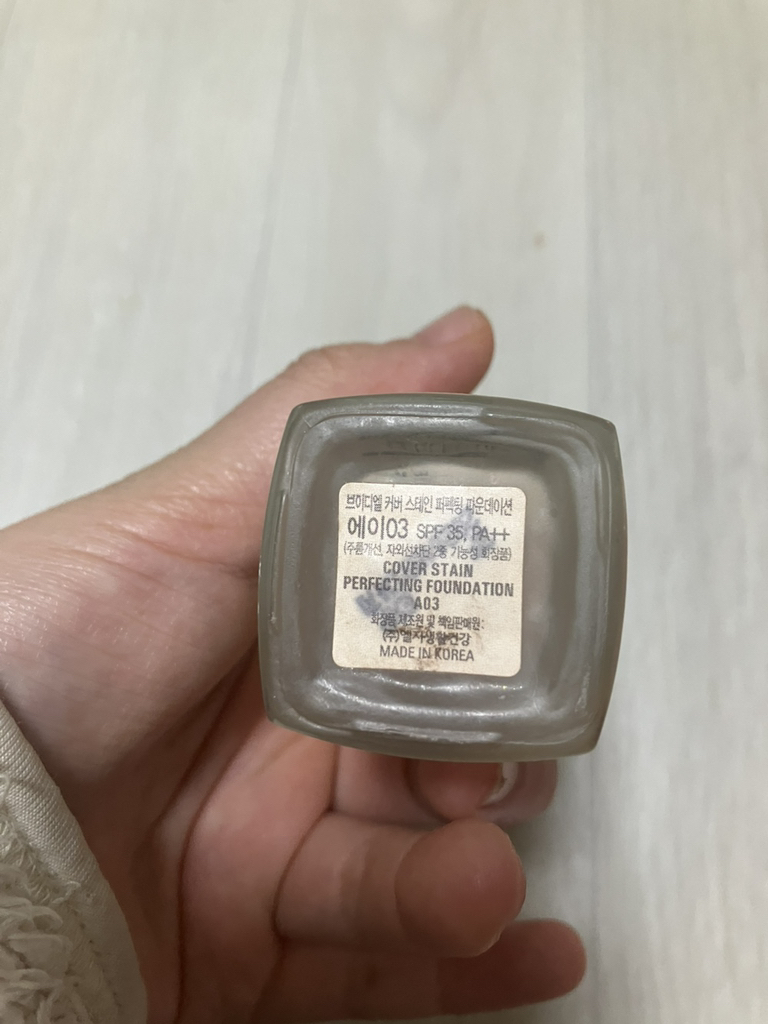 브이디엘 커버 스테인 퍼펙팅 파운데이션
에이03 SPF 35, PA++
(주름개선, 자외선차단 2중 기능성 화장품)
COVER STAIN
PERFECTING FOUNDATION
A03
화장품 제조원 및 책임판매원:
(주)엘지생활건강
MADE IN KOREA